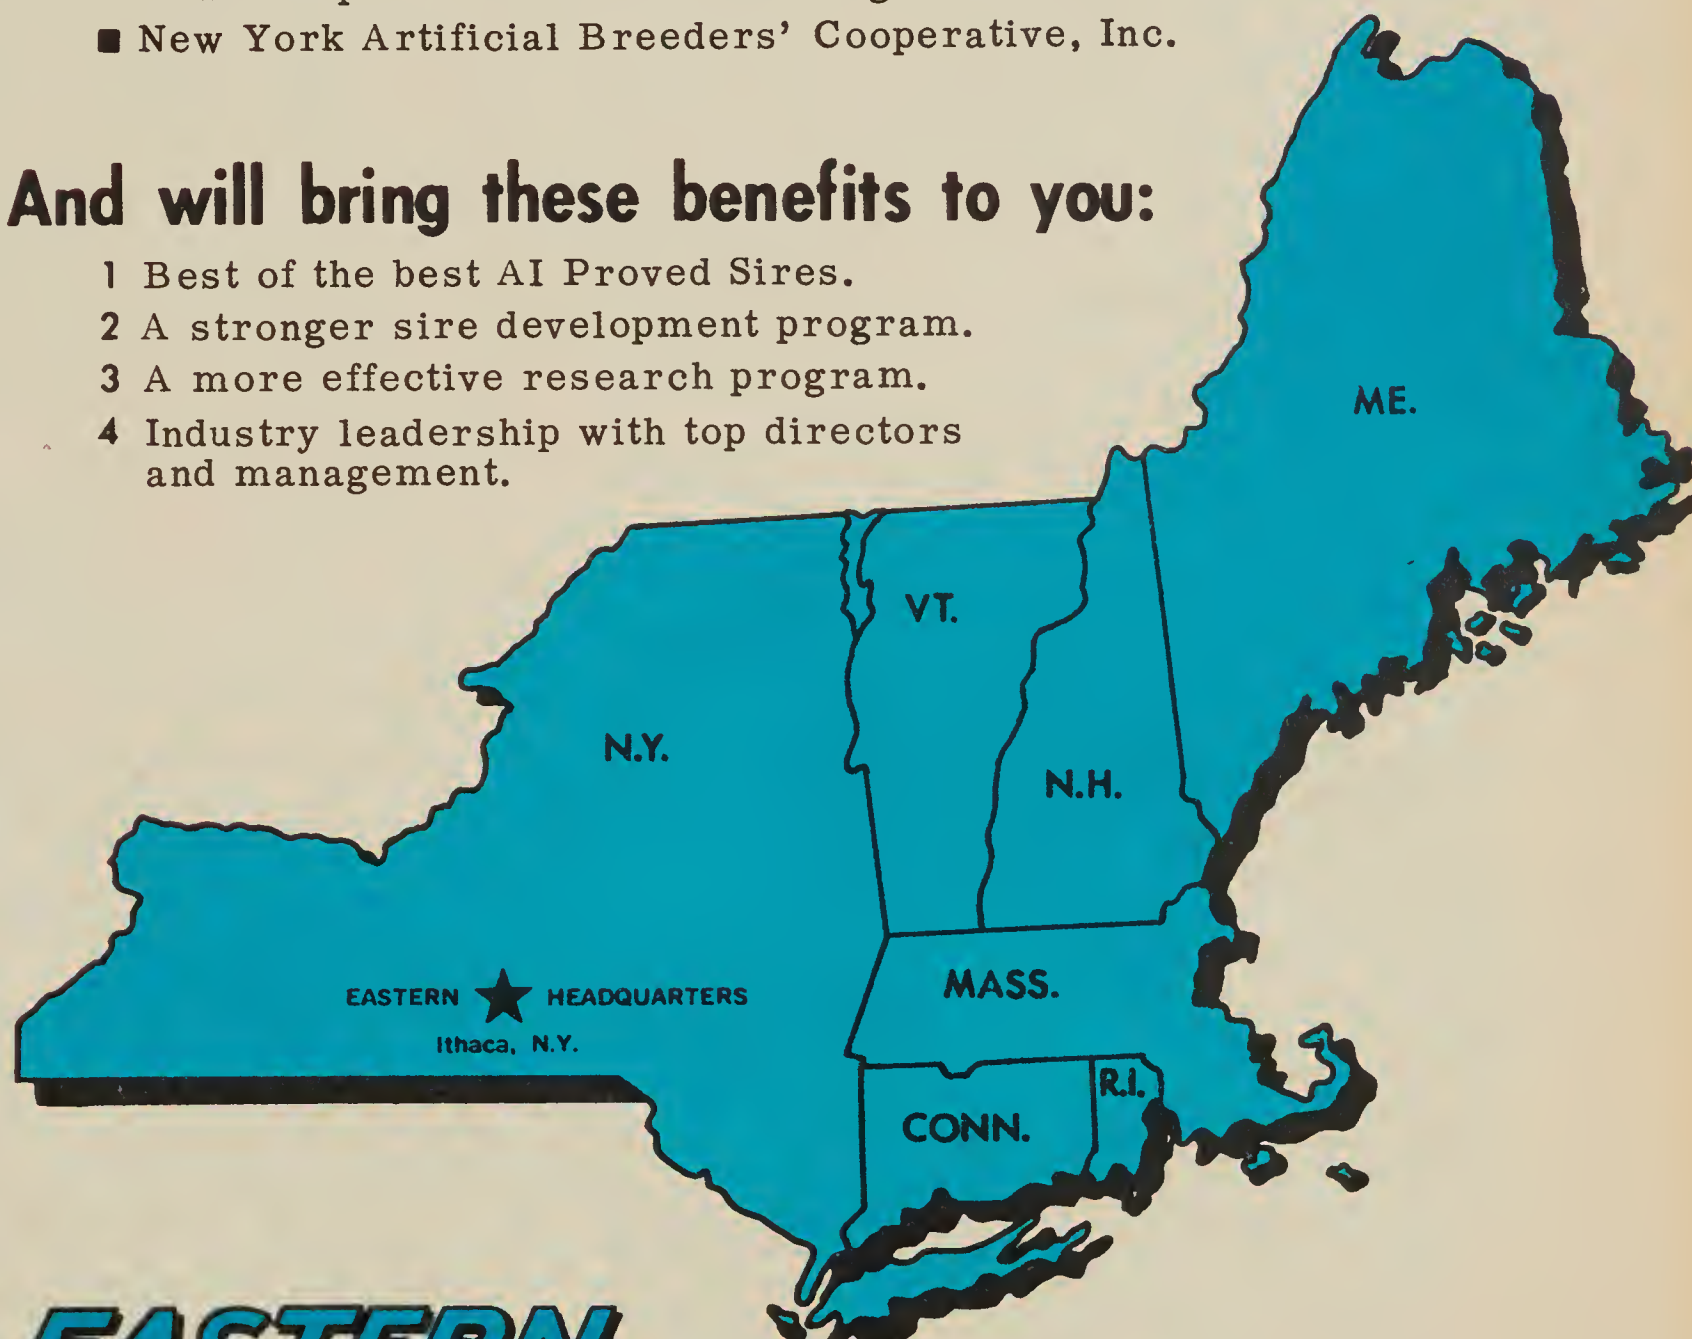 ■ New York Artificial Breeders' Cooperative, Inc.
And will bring these benefits to you:
1 Best of the best AI Proved Sires.
2 A stronger sire development program.
3 A more effective research program.
4 Industry leadership with top directors
and management.
ME.
VT.
N.Y.
N.H.
MASS.
EASTERN ★ HEADQUARTERS
Ithaca, N.Y.
R.I.
CONN.
EASTERN